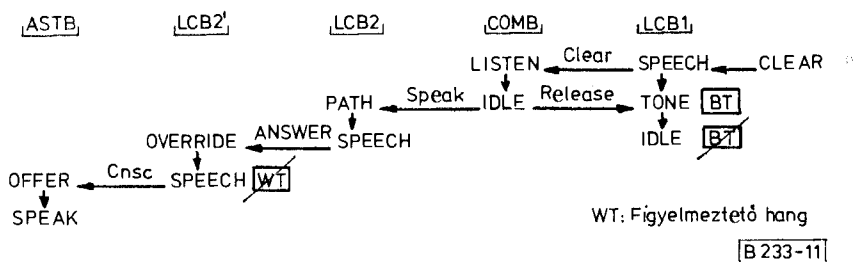 ASTB LCB2' LCB2 COMB LCB1
LISTEN Clear SPEECH CLEAR
PATH Speak IDLE Release TONE BT
OVERRIDE ANSWER SPEECH IDLE BT
OFFER Cnsc SPEECH WT
SPEAK
WT: Figyelmeztető hang
B 233-11